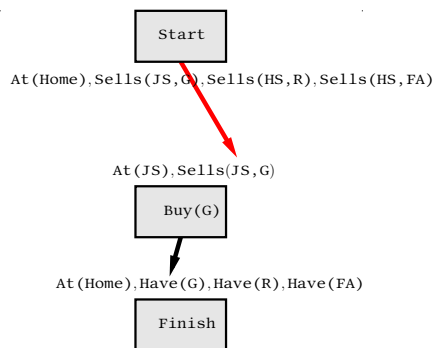 Start
At(Home),Sells(JS,G),Sells(HS,R),Sells(HS,FA)
At(JS),Sells(JS,G)
Buy(G)
At(Home),Have(G),Have(R),Have(FA)
Finish